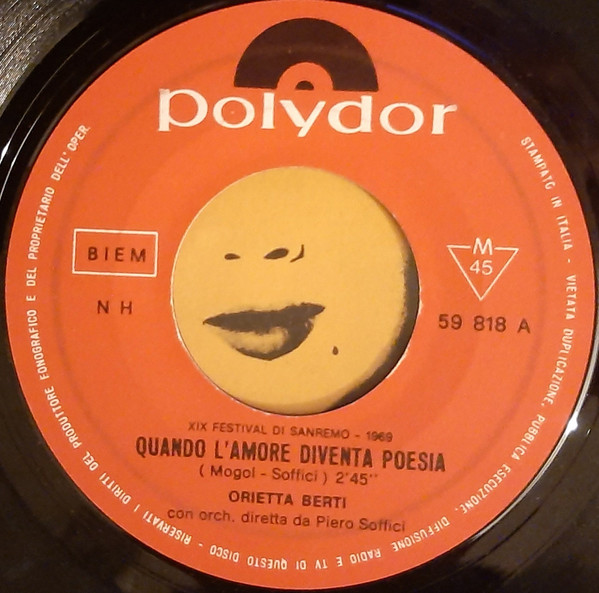 polydor
BIEM
NH
M
45
59 818 A
XIX FESTIVAL DI SANREMO - 1969
QUANDO L'AMORE DIVENTA POESIA
( Mogol - Soffici ) 2'45''
ORIETTA BERTI
con orch. diretta da Piero Soffici
STAMPATO IN ITALIA - VIETATA DUPLICAZIONE, PUBBLICA ESECUZIONE, DIFFUSIONE RADIO E TV DI QUESTO DISCO - RISERVATI I DIRITTI DEL PRODUTTORE FONOGRAFICO E DEL PROPRIETARIO DELL'OPER.